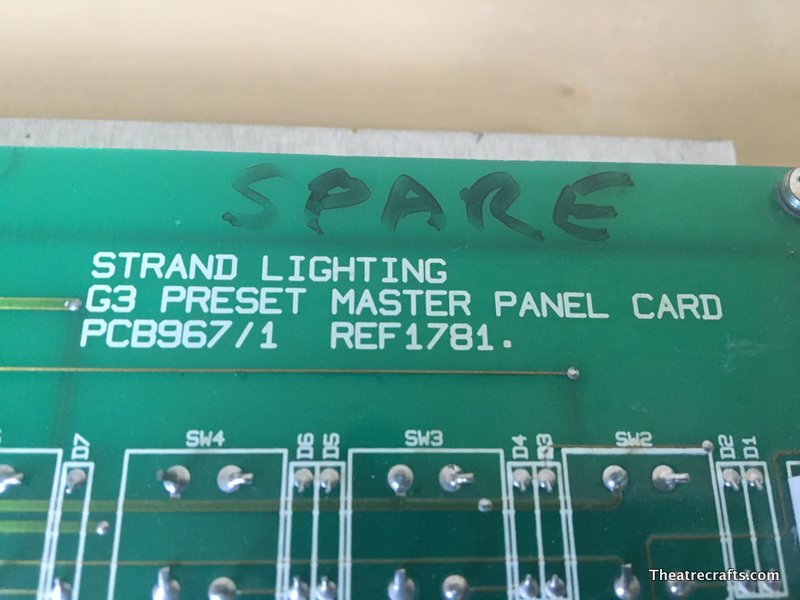 SPARE
STRAND LIGHTING
G3 PRESET MASTER PANEL CARD
PCB967/1 REF1781.
D7 SW4 D6 D5 SW3 D4 D3 SW2 D2 D1
Theatrecrafts.com